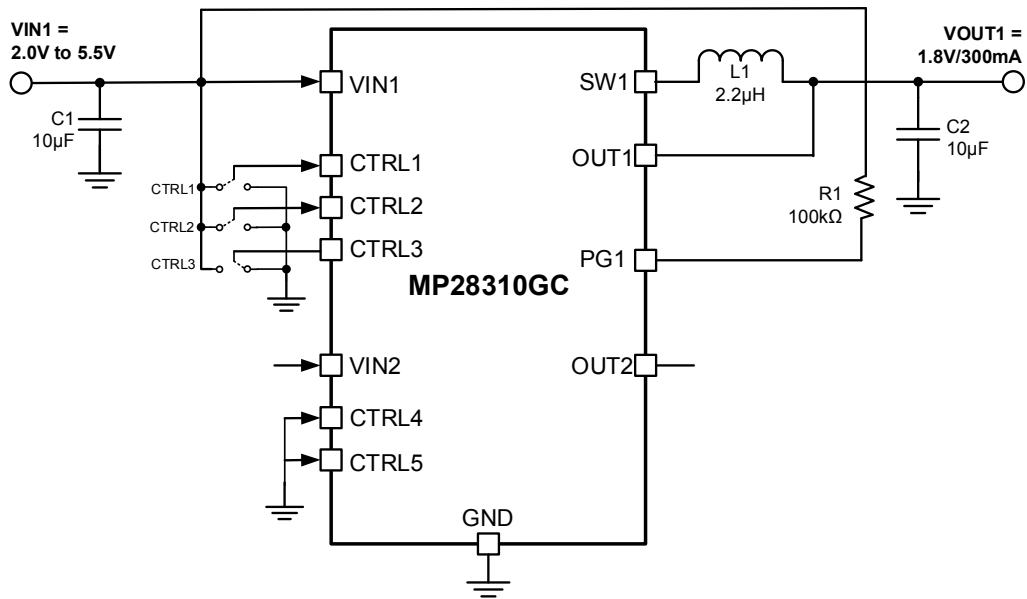 VIN1 =
2.0V to 5.5V
VOUT1 =
1.8V/300mA
C1
10µF
VIN1
SW1
L1
2.2µH
C2
10µF
CTRL1
CTRL1
OUT1
CTRL2
CTRL2
R1
100kΩ
CTRL3
CTRL3
PG1
MP28310GC
VIN2
OUT2
CTRL4
CTRL5
GND